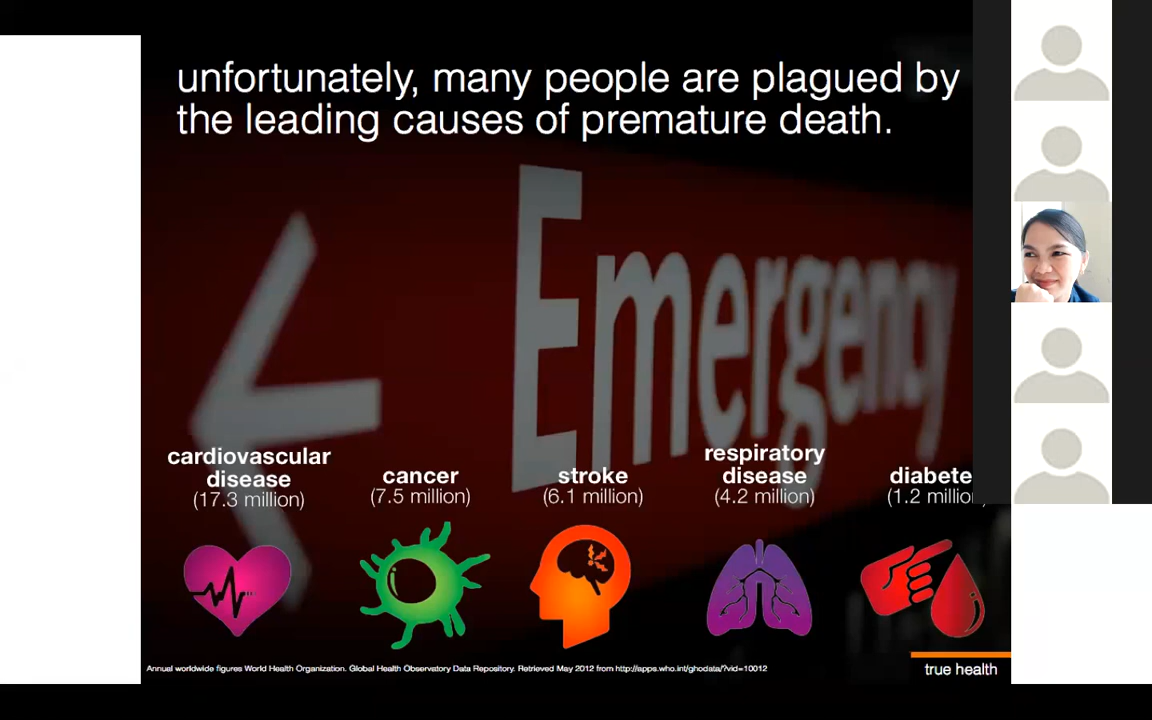 unfortunately, many people are plagued by
the leading causes of premature death.
Emergency
cardiovascular
disease
(17.3 million)
cancer
(7.5 million)
stroke
(6.1 million)
respiratory
disease
(4.2 million)
diabete
(1.2 millio
Annual worldwide figures World Health Organization. Global Health Observatory Data Repository. Retrieved May 2012 from http://apps.who.int/ghodata/?vid=10012
true health